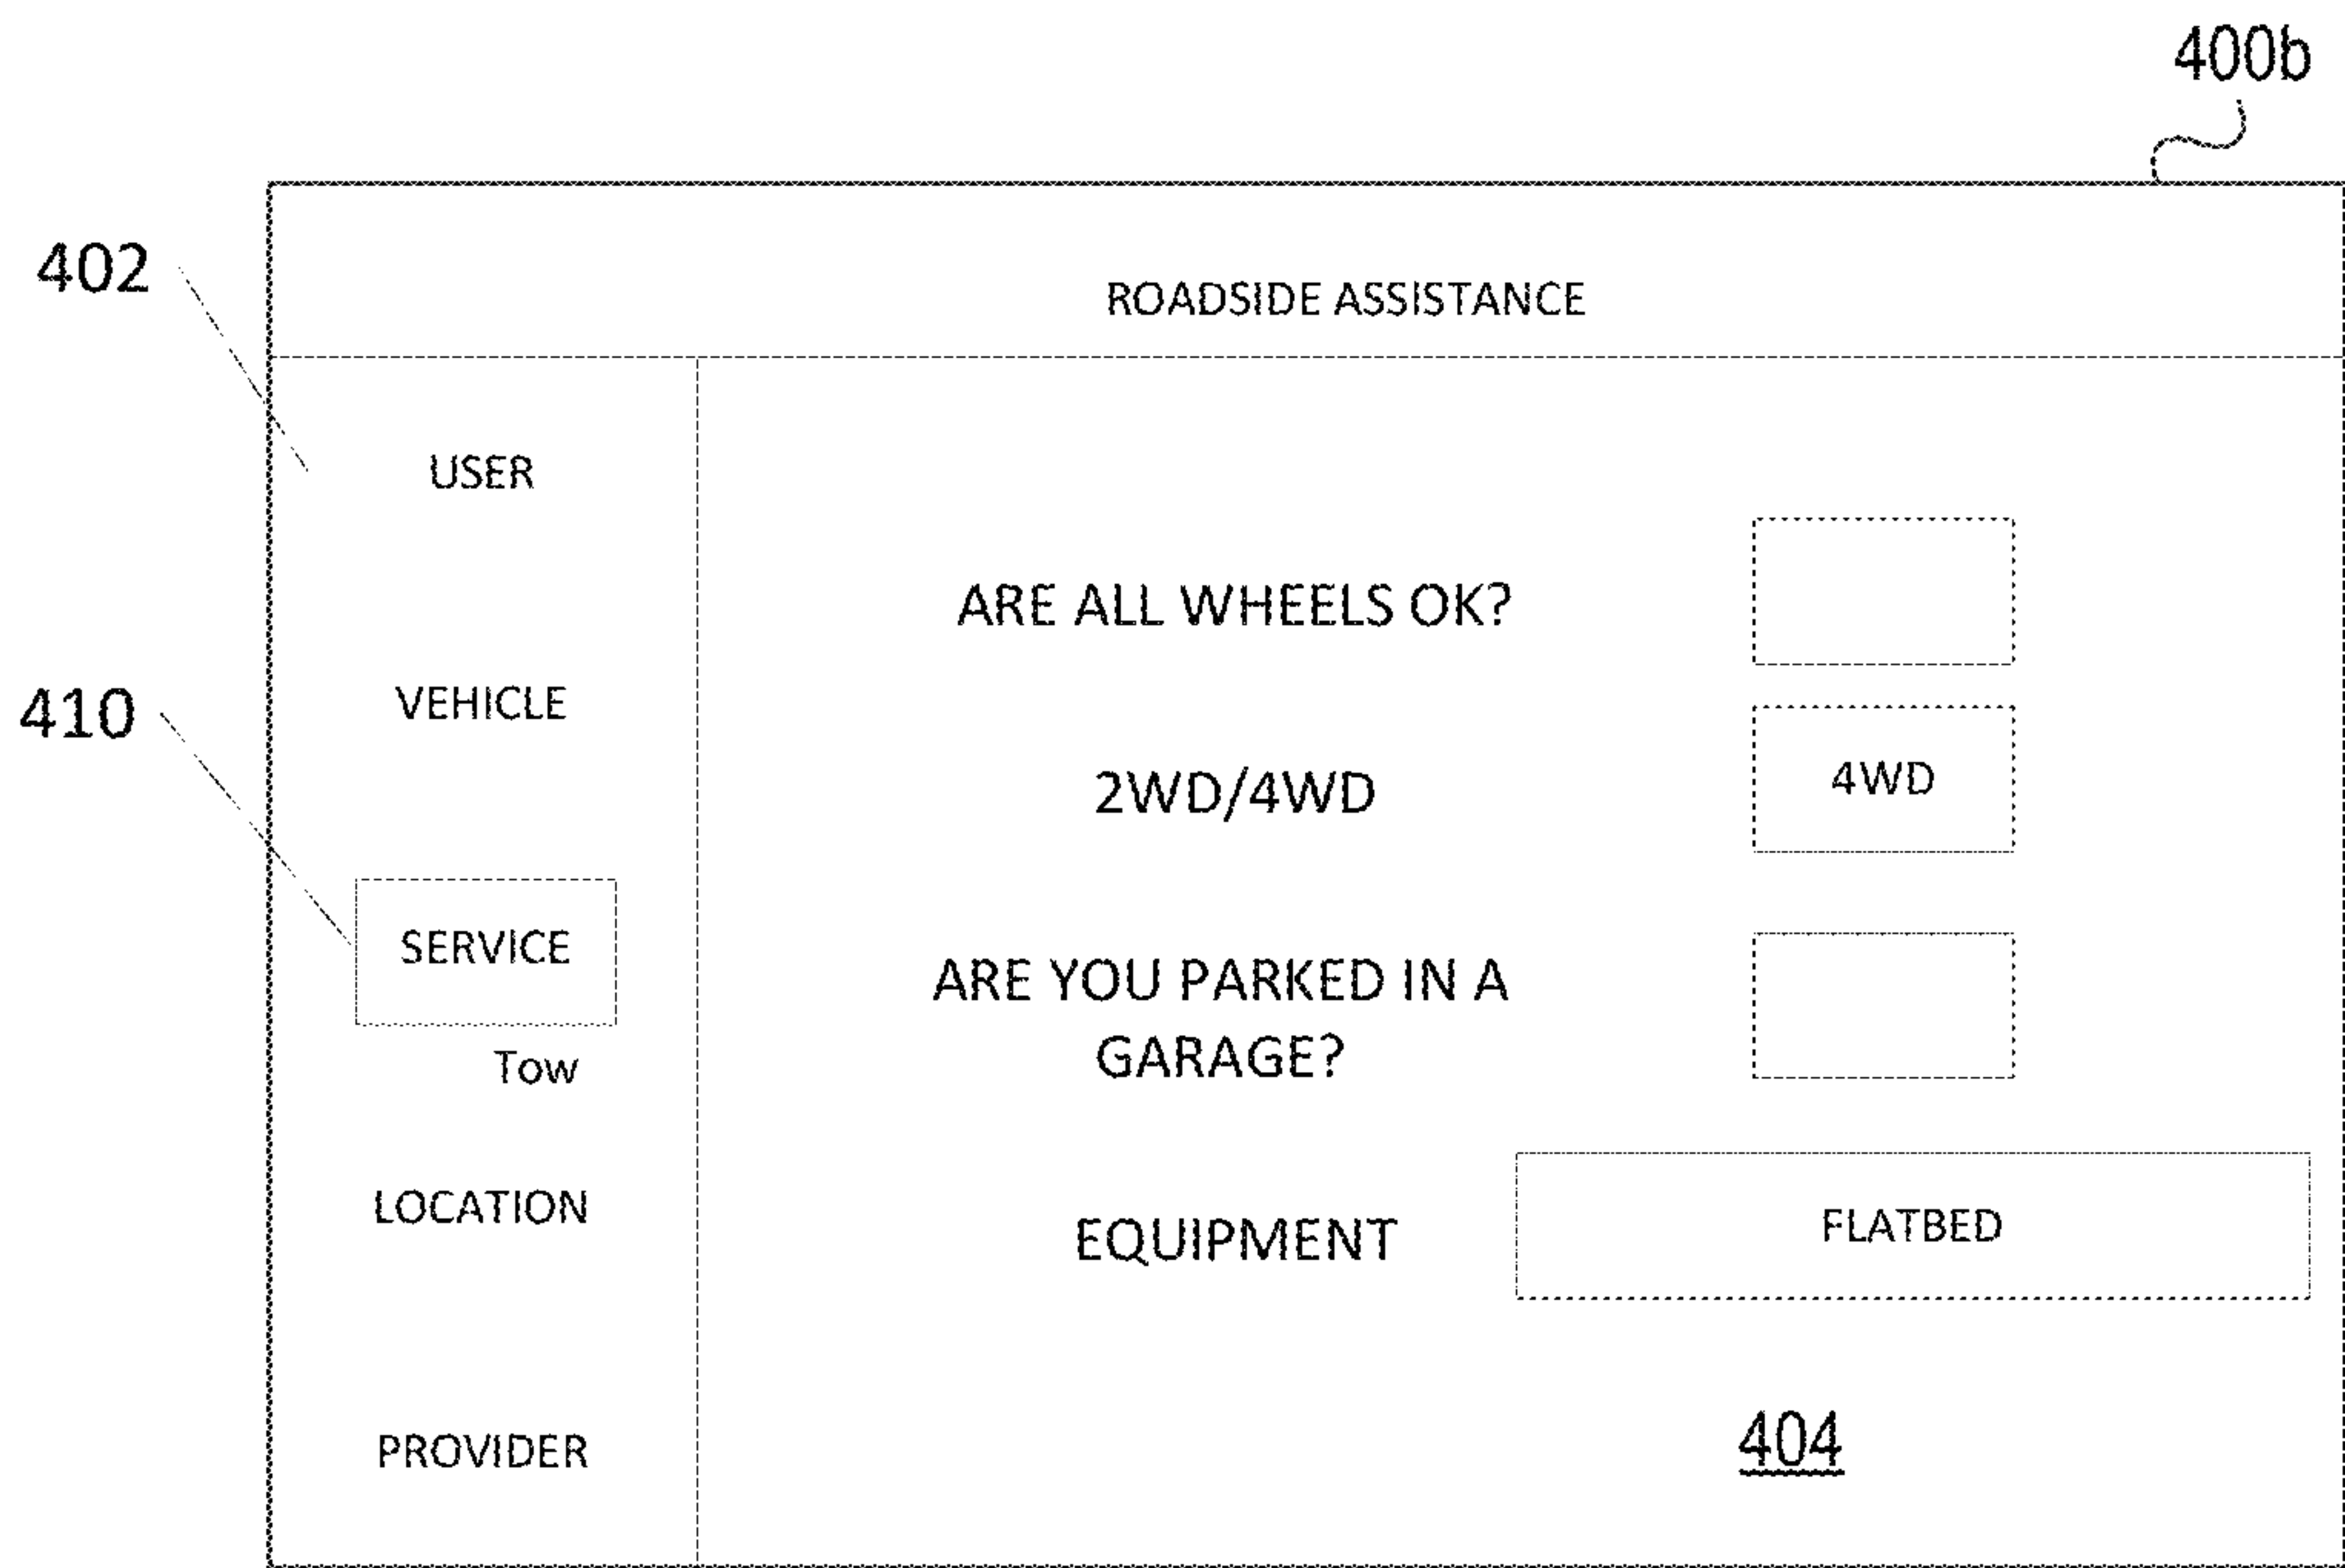 400b
402
ROADSIDE ASSISTANCE
USER
ARE ALL WHEELS OK?
410
VEHICLE
2WD/4WD
4WD
SERVICE
Tow
ARE YOU PARKED IN A
GARAGE?
LOCATION
EQUIPMENT
FLATBED
PROVIDER
404